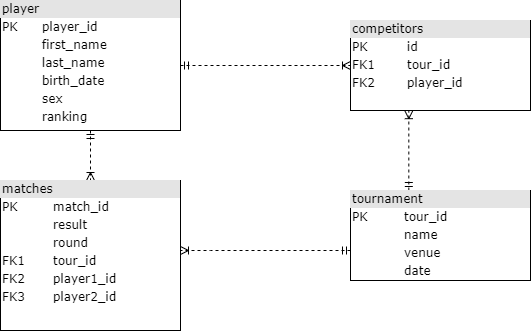 player
PK player_id
first_name
last_name
birth_date
sex
ranking
competitors
PK id
FK1 tour_id
FK2 player_id
matches
PK match_id
result
round
FK1 tour_id
FK2 player1_id
FK3 player2_id
tournament
PK tour_id
name
venue
date